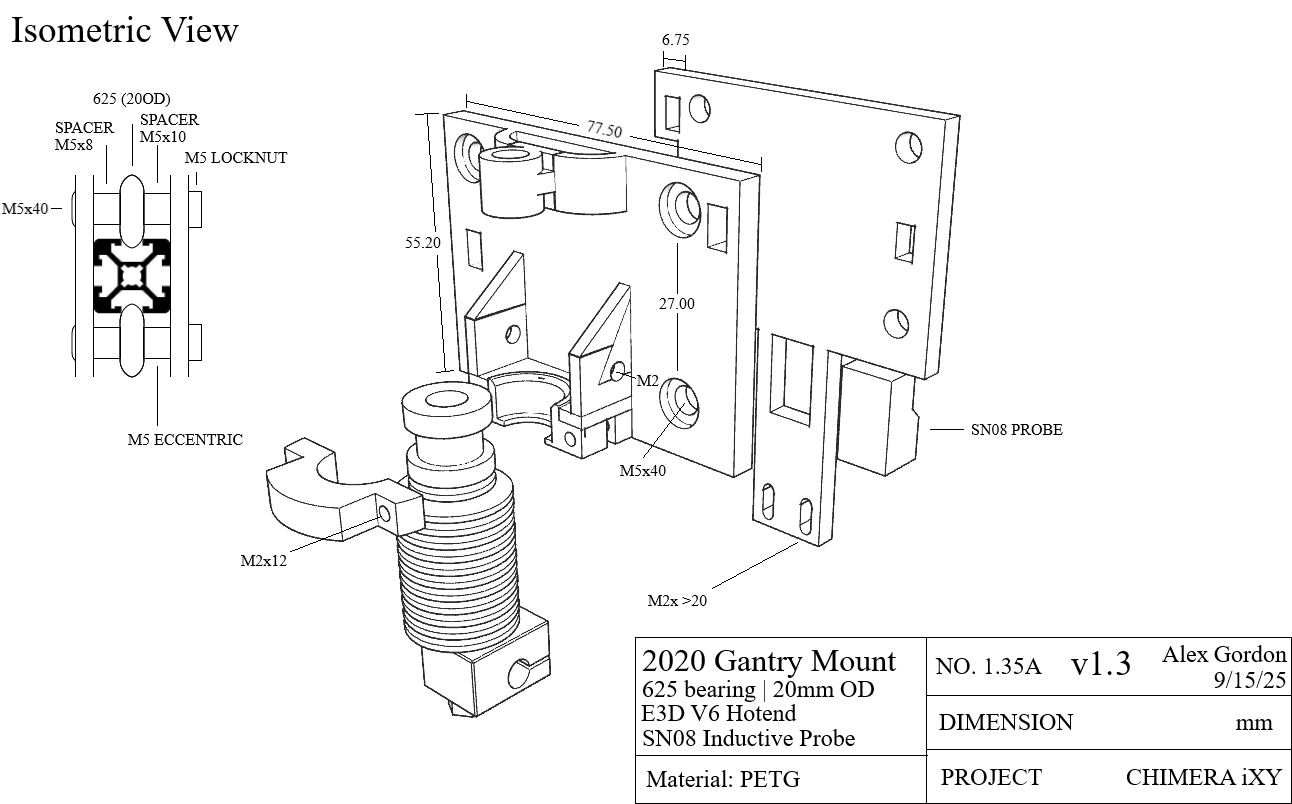 Isometric View
6.75
625 (20OD)
SPACER
M5x8
SPACER
M5x10
M5 LOCKNUT
M5x40
77.50
55.20
27.00
M2
M5 ECCENTRIC
SN08 PROBE
M5x40
M2x12
M2x >20
2020 Gantry Mount
625 bearing | 20mm OD
E3D V6 Hotend
SN08 Inductive Probe
Material: PETG
NO. 1.35A
v1.3
Alex Gordon
9/15/25
DIMENSION mm
PROJECT CHIMERA iXY